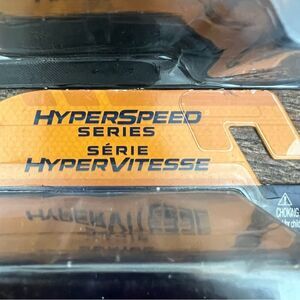 HYPERSPEED
SERIES
SÉRIE
HYPERVITESSE
CHOKING